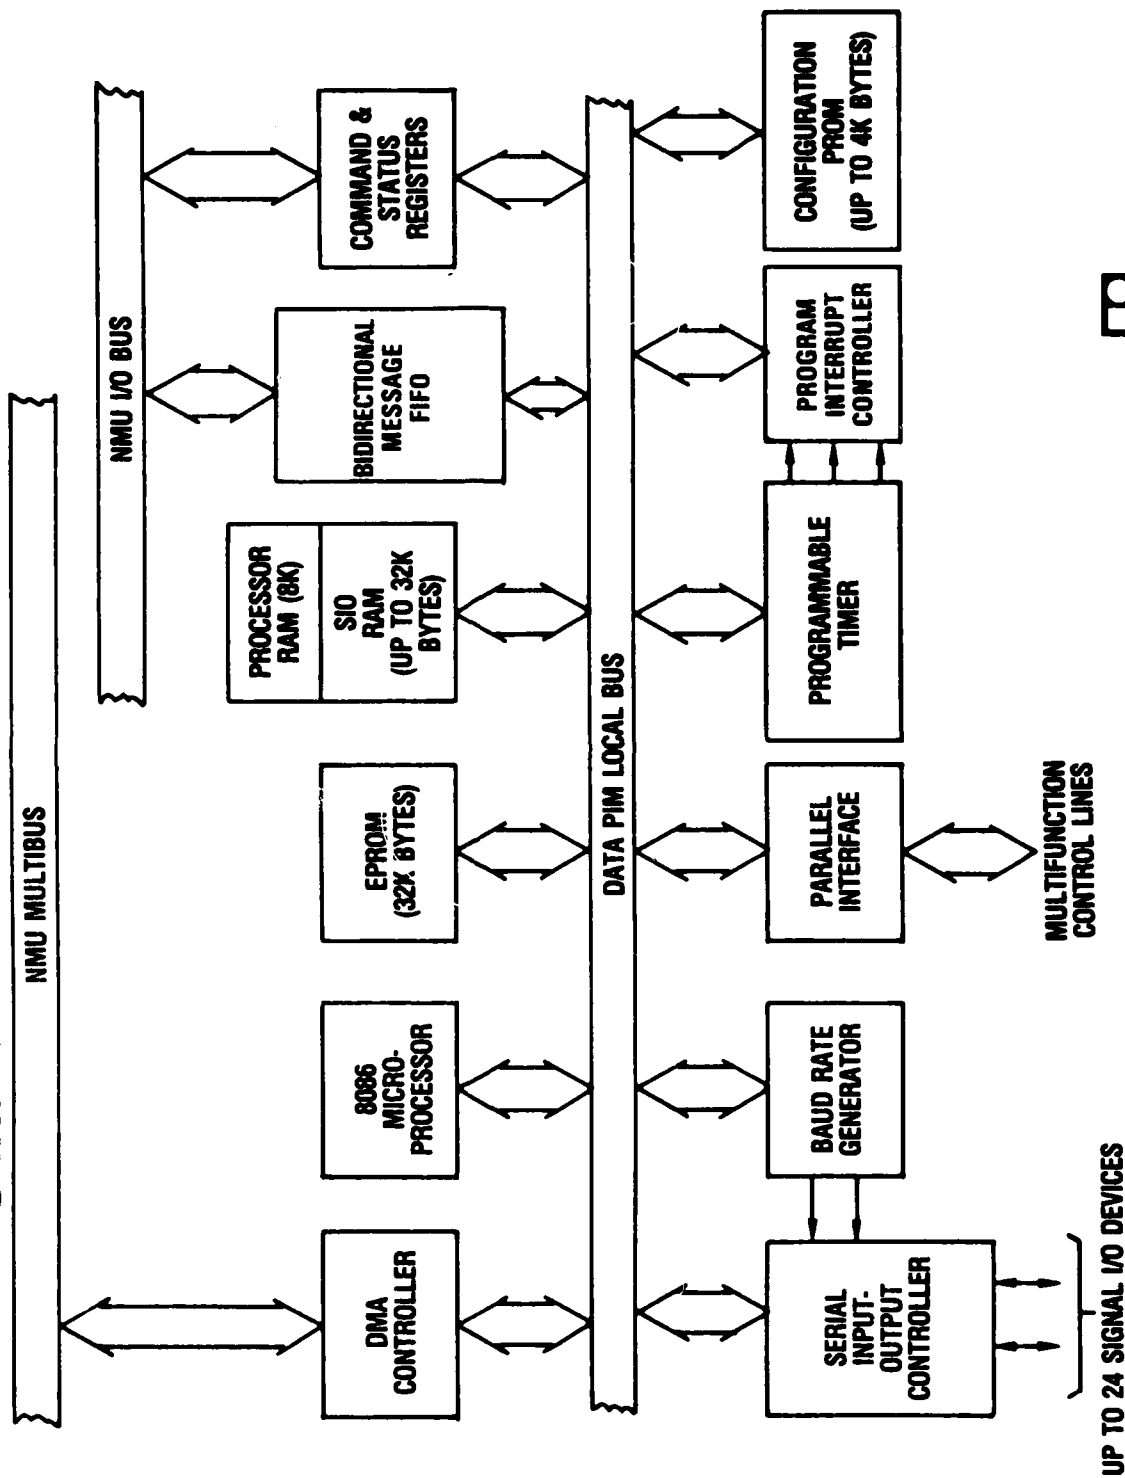 NMU MULTIBUS
NMU I/O BUS
DMA
CONTROLLER
8086
MICRO-
PROCESSOR
EPROM
(32K BYTES)
PROCESSOR
RAM (8K)
SIO
RAM
(UP TO 32K
BYTES)
BIDIRECTIONAL
MESSAGE
FIFO
COMMAND &
STATUS
REGISTERS
DATA PIM LOCAL BUS
SERIAL
INPUT-
OUTPUT
CONTROLLER
BAUD RATE
GENERATOR
PARALLEL
INTERFACE
PROGRAMMABLE
TIMER
PROGRAM
INTERRUPT
CONTROLLER
CONFIGURATION
PROM
(UP TO 4K BYTES)
MULTIFUNCTION
CONTROL LINES
UP TO 24 SIGNAL I/O DEVICES